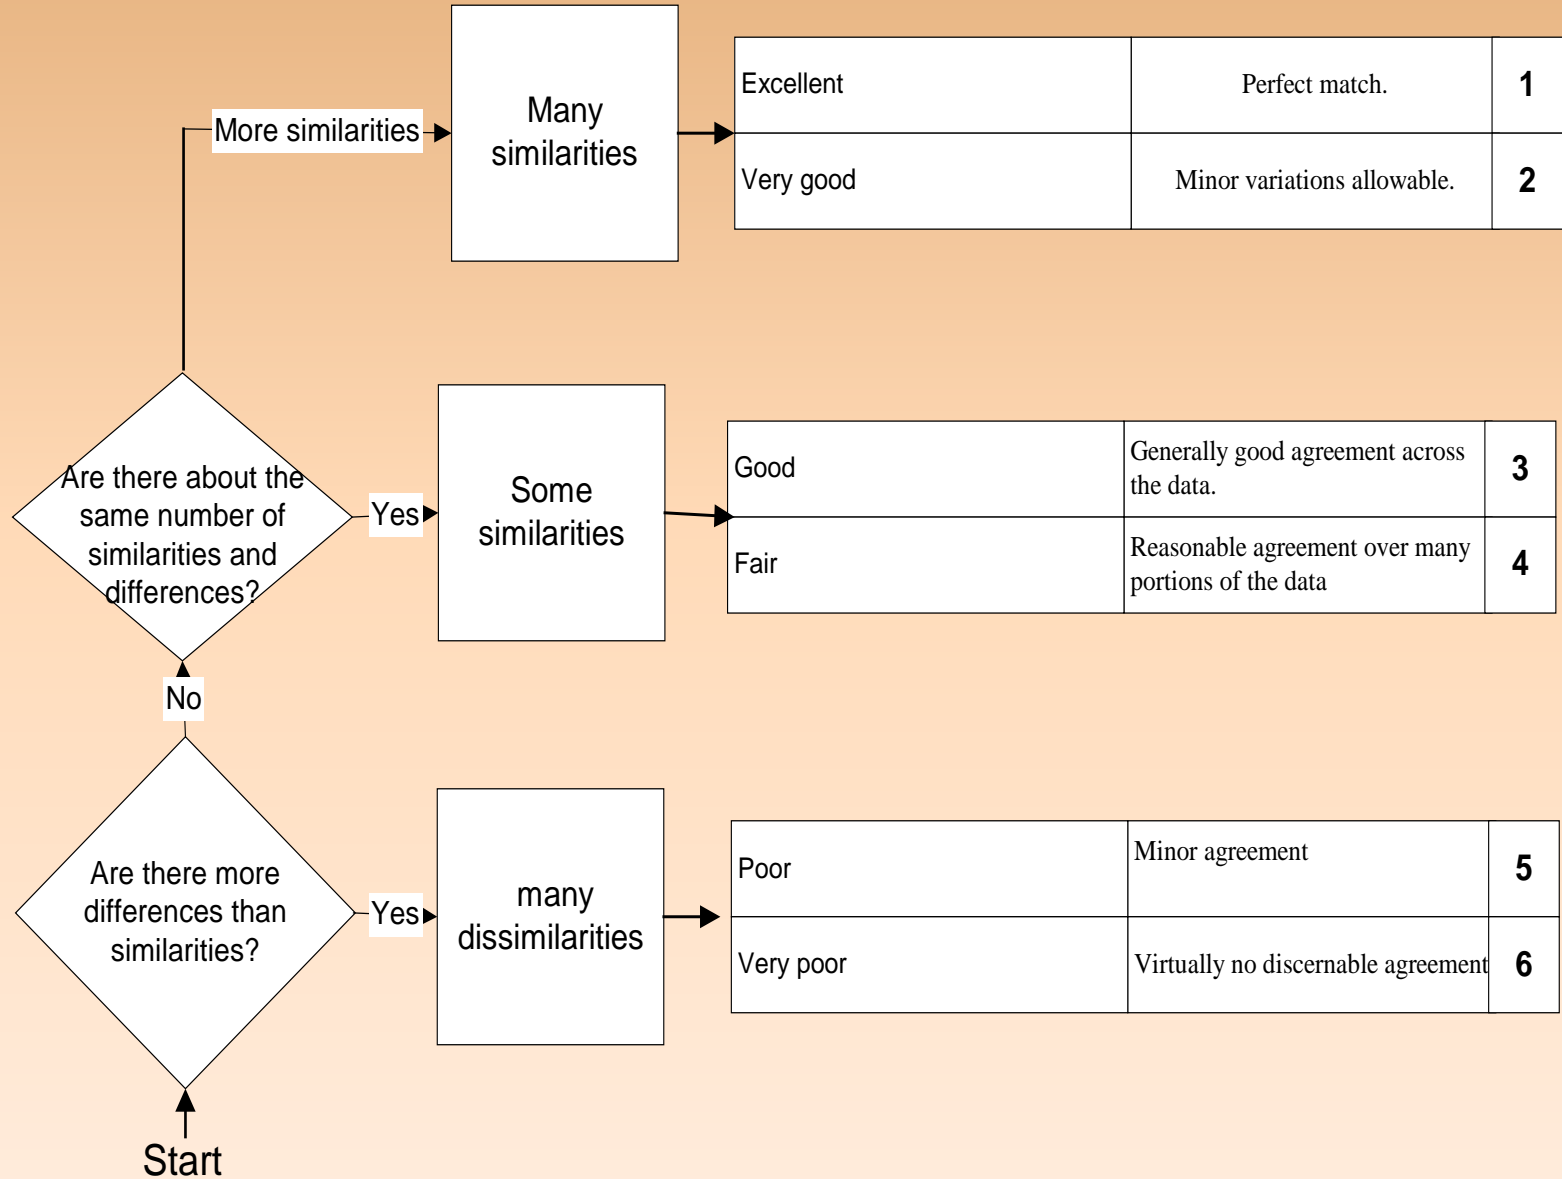 More similarities
Many
similarities
Excellent
Perfect match.
1
Very good
Minor variations allowable.
2
Are there about the
same number of
similarities and
differences?
Yes
Some
similarities
Good
Generally good agreement across
the data.
3
Fair
Reasonable agreement over many
portions of the data
4
No
Are there more
differences than
similarities?
Yes
many
dissimilarities
Poor
Minor agreement
5
Very poor
Virtually no discernable agreement
6
Start